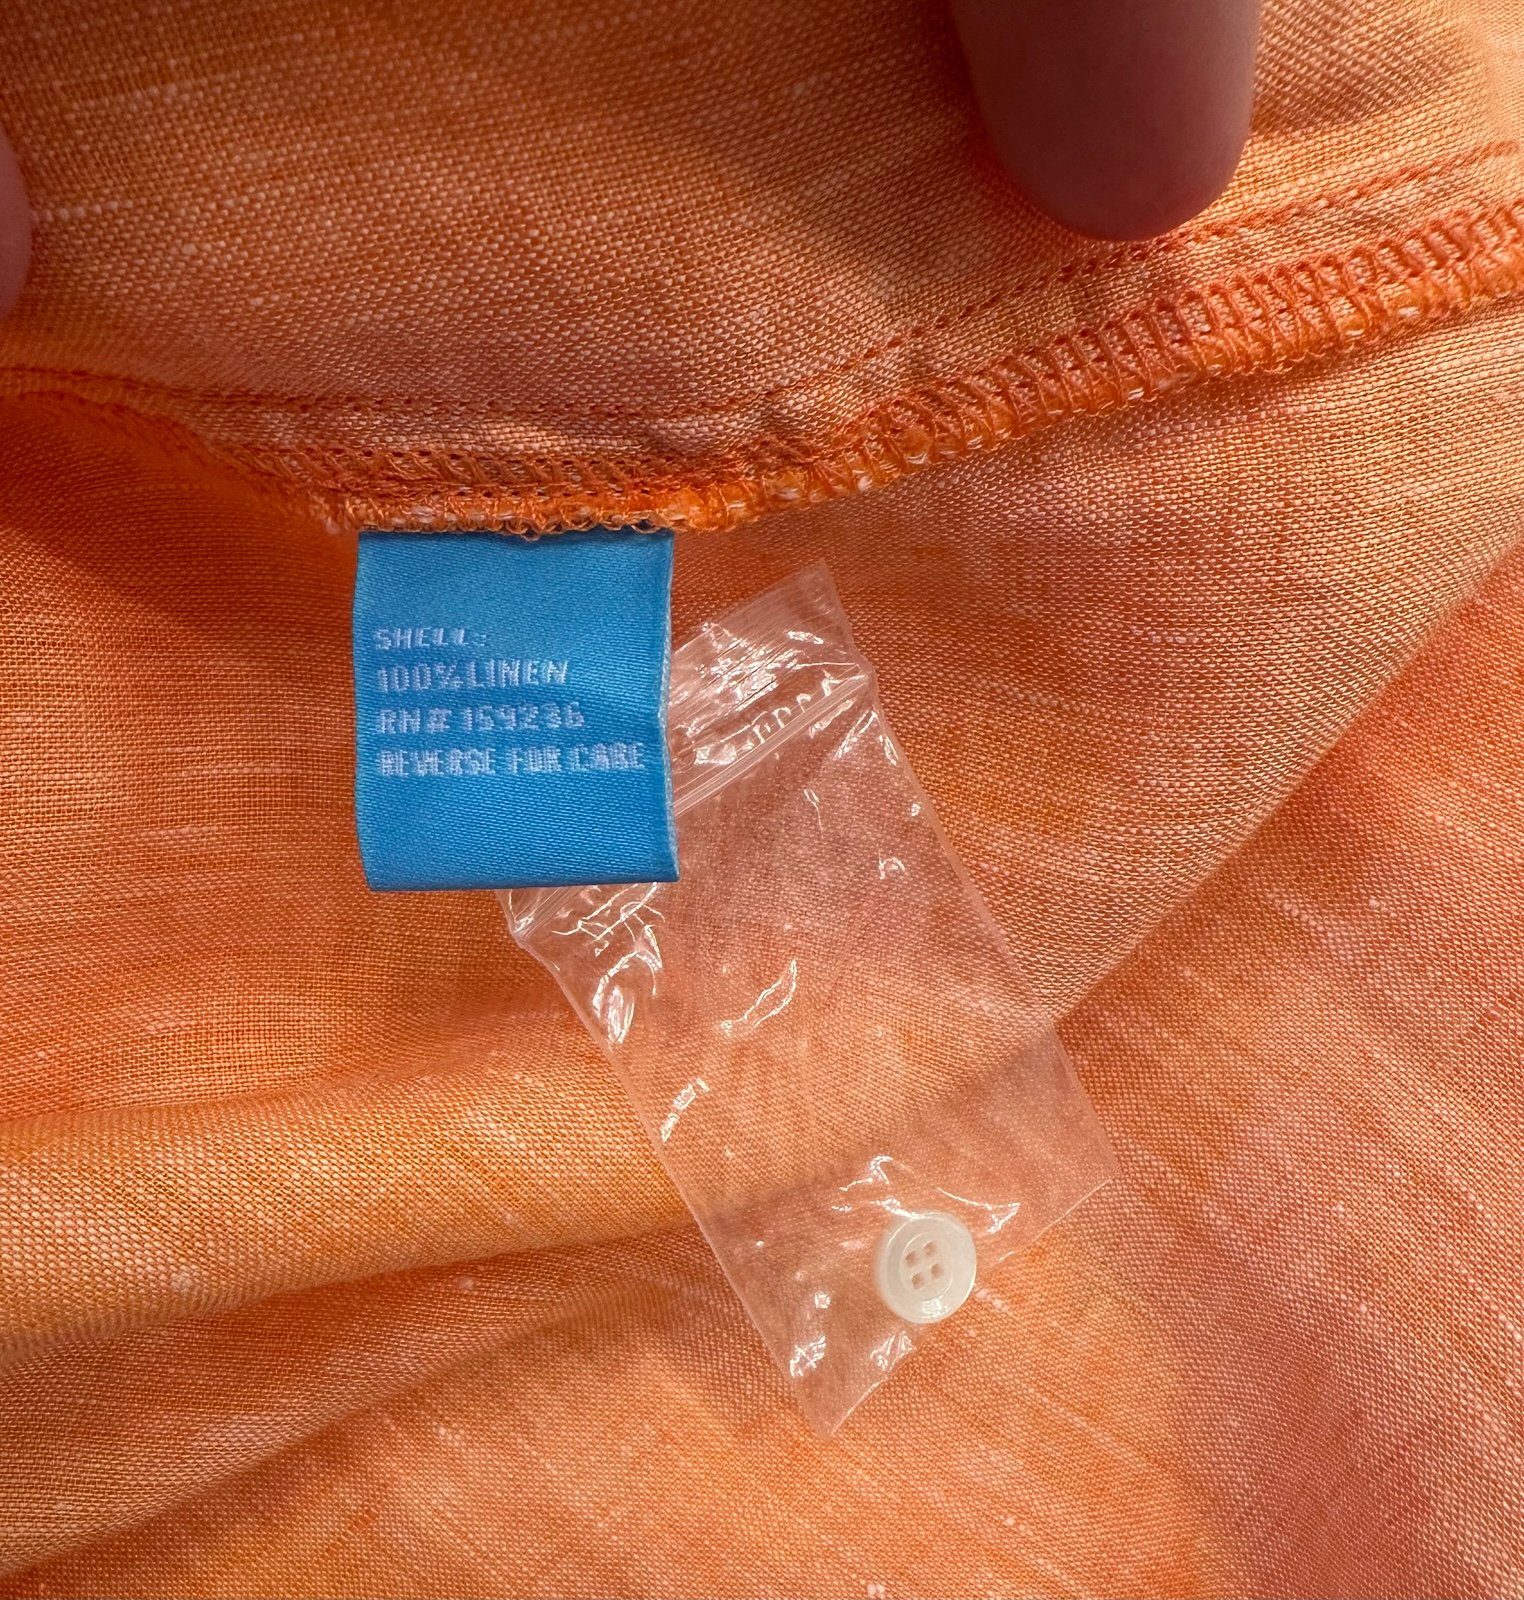 SHELL:
100%LINEN
RN#159236
REVERSE FOR CARE